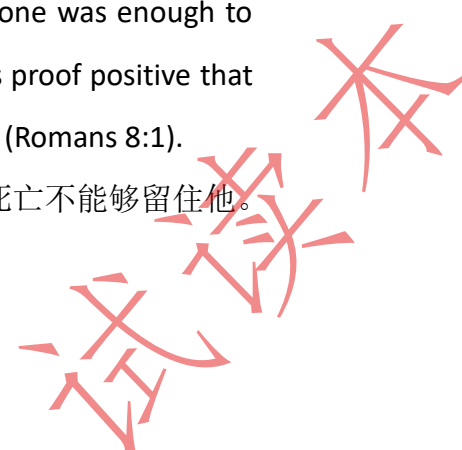 one was enough to
s proof positive that
(Romans 8:1).
死亡不能够留住他。
试读本